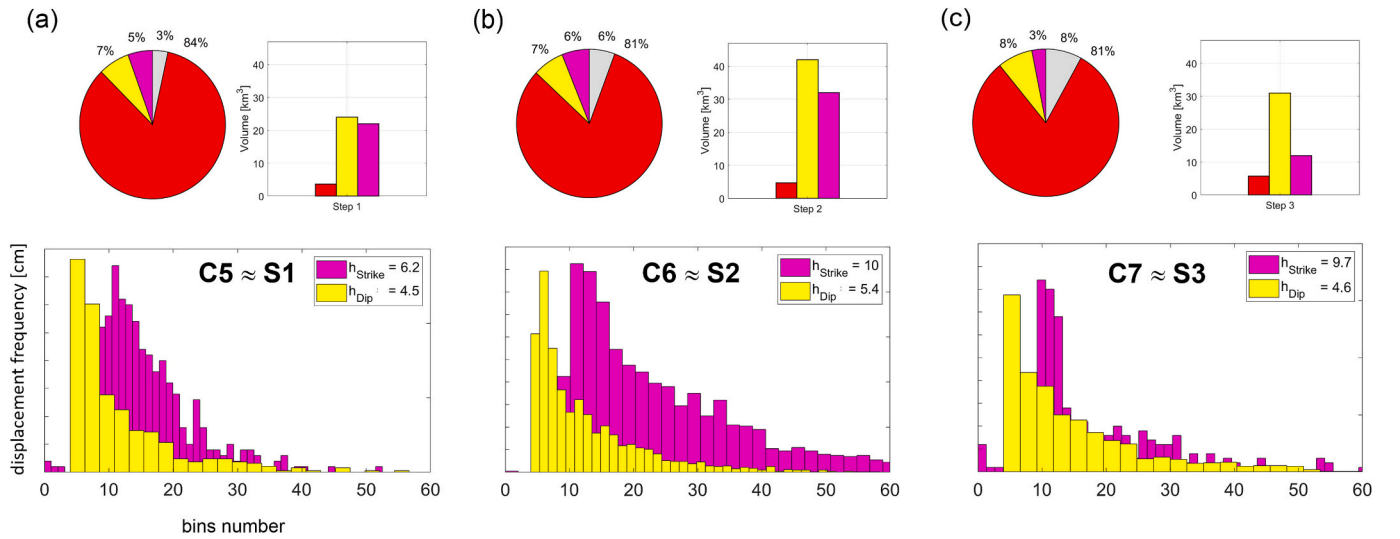 (a)
5%
3%
7%
84%
Volume [km³]
40
30
20
10
0
Step 1
(b)
6%
6%
7%
81%
Volume [km³]
40
30
20
10
0
Step 2
(c)
3%
8%
8%
81%
Volume [km³]
40
30
20
10
0
Step 3
displacement frequency [cm]
C5 ≈ S1
hStrike = 6.2
hDip = 4.5
0 10 20 30 40 50 60
bins number
C6 ≈ S2
hStrike = 10
hDip = 5.4
0 10 20 30 40 50 60
C7 ≈ S3
hStrike = 9.7
hDip = 4.6
0 10 20 30 40 50 60